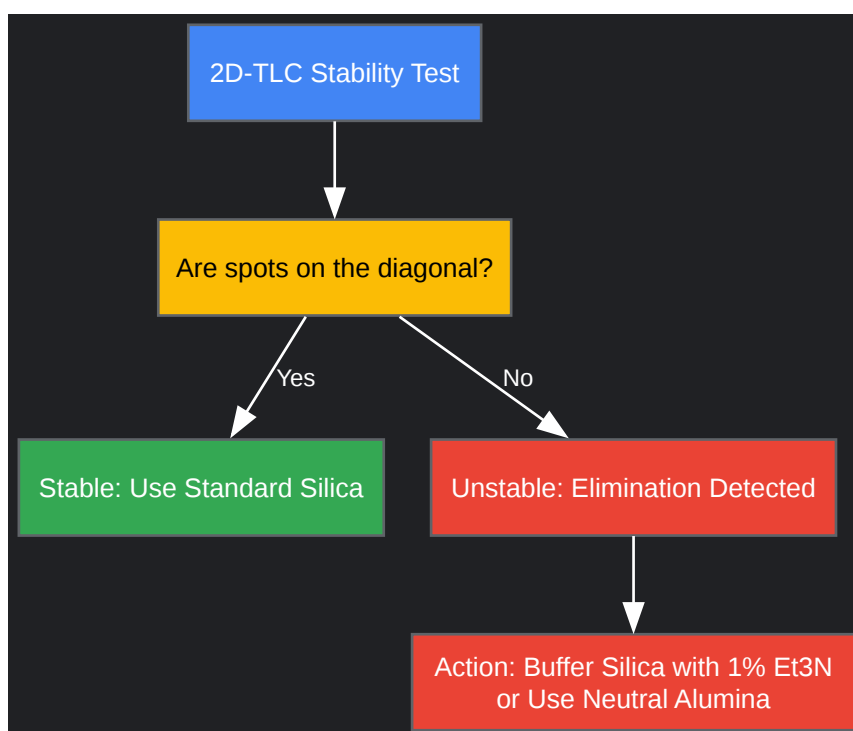 2D-TLC Stability Test
Are spots on the diagonal?
Yes
No
Stable: Use Standard Silica
Unstable: Elimination Detected
Action: Buffer Silica with 1% Et3N
or Use Neutral Alumina